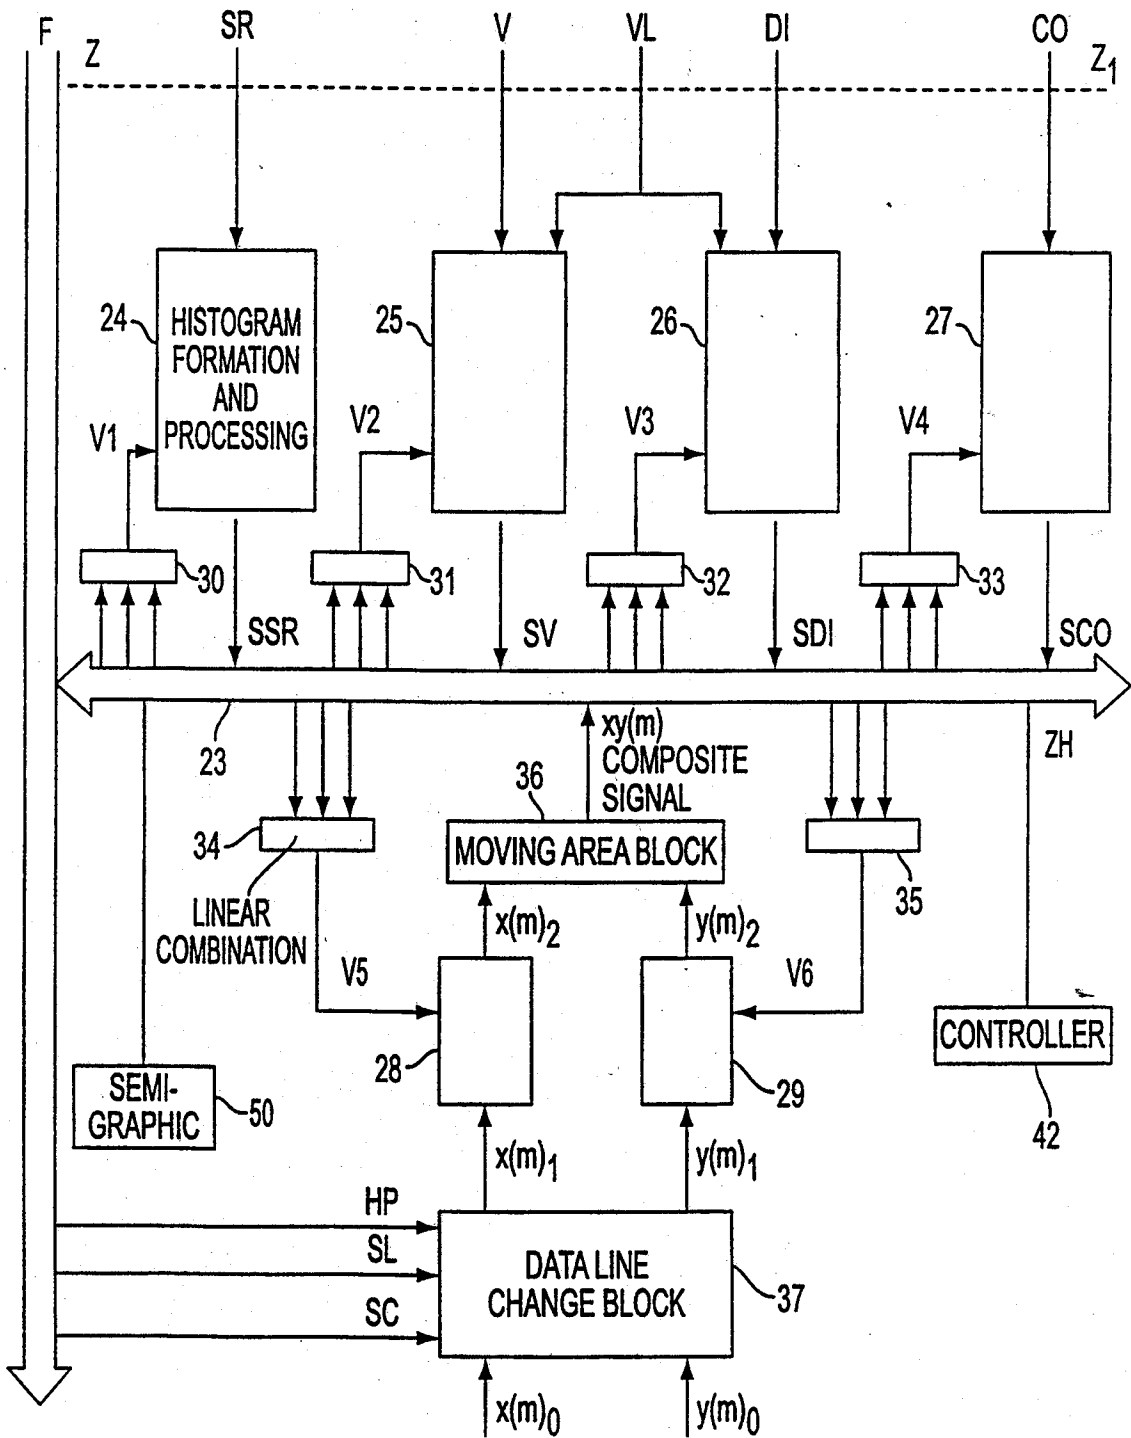 F
Z
SR
V
VL
DI
CO
Z1
24
HISTOGRAM
FORMATION
AND
PROCESSING
25
26
27
V1
V2
V3
V4
30
31
32
33
SSR
SV
SDI
SCO
23
xy(m)
COMPOSITE
SIGNAL
ZH
36
34
MOVING AREA BLOCK
35
LINEAR
COMBINATION
x(m)2
y(m)2
V5
V6
CONTROLLER
28
29
SEMI-
GRAPHIC
50
42
x(m)1
y(m)1
HP
SL
SC
DATA LINE
CHANGE BLOCK
37
x(m)0
y(m)0